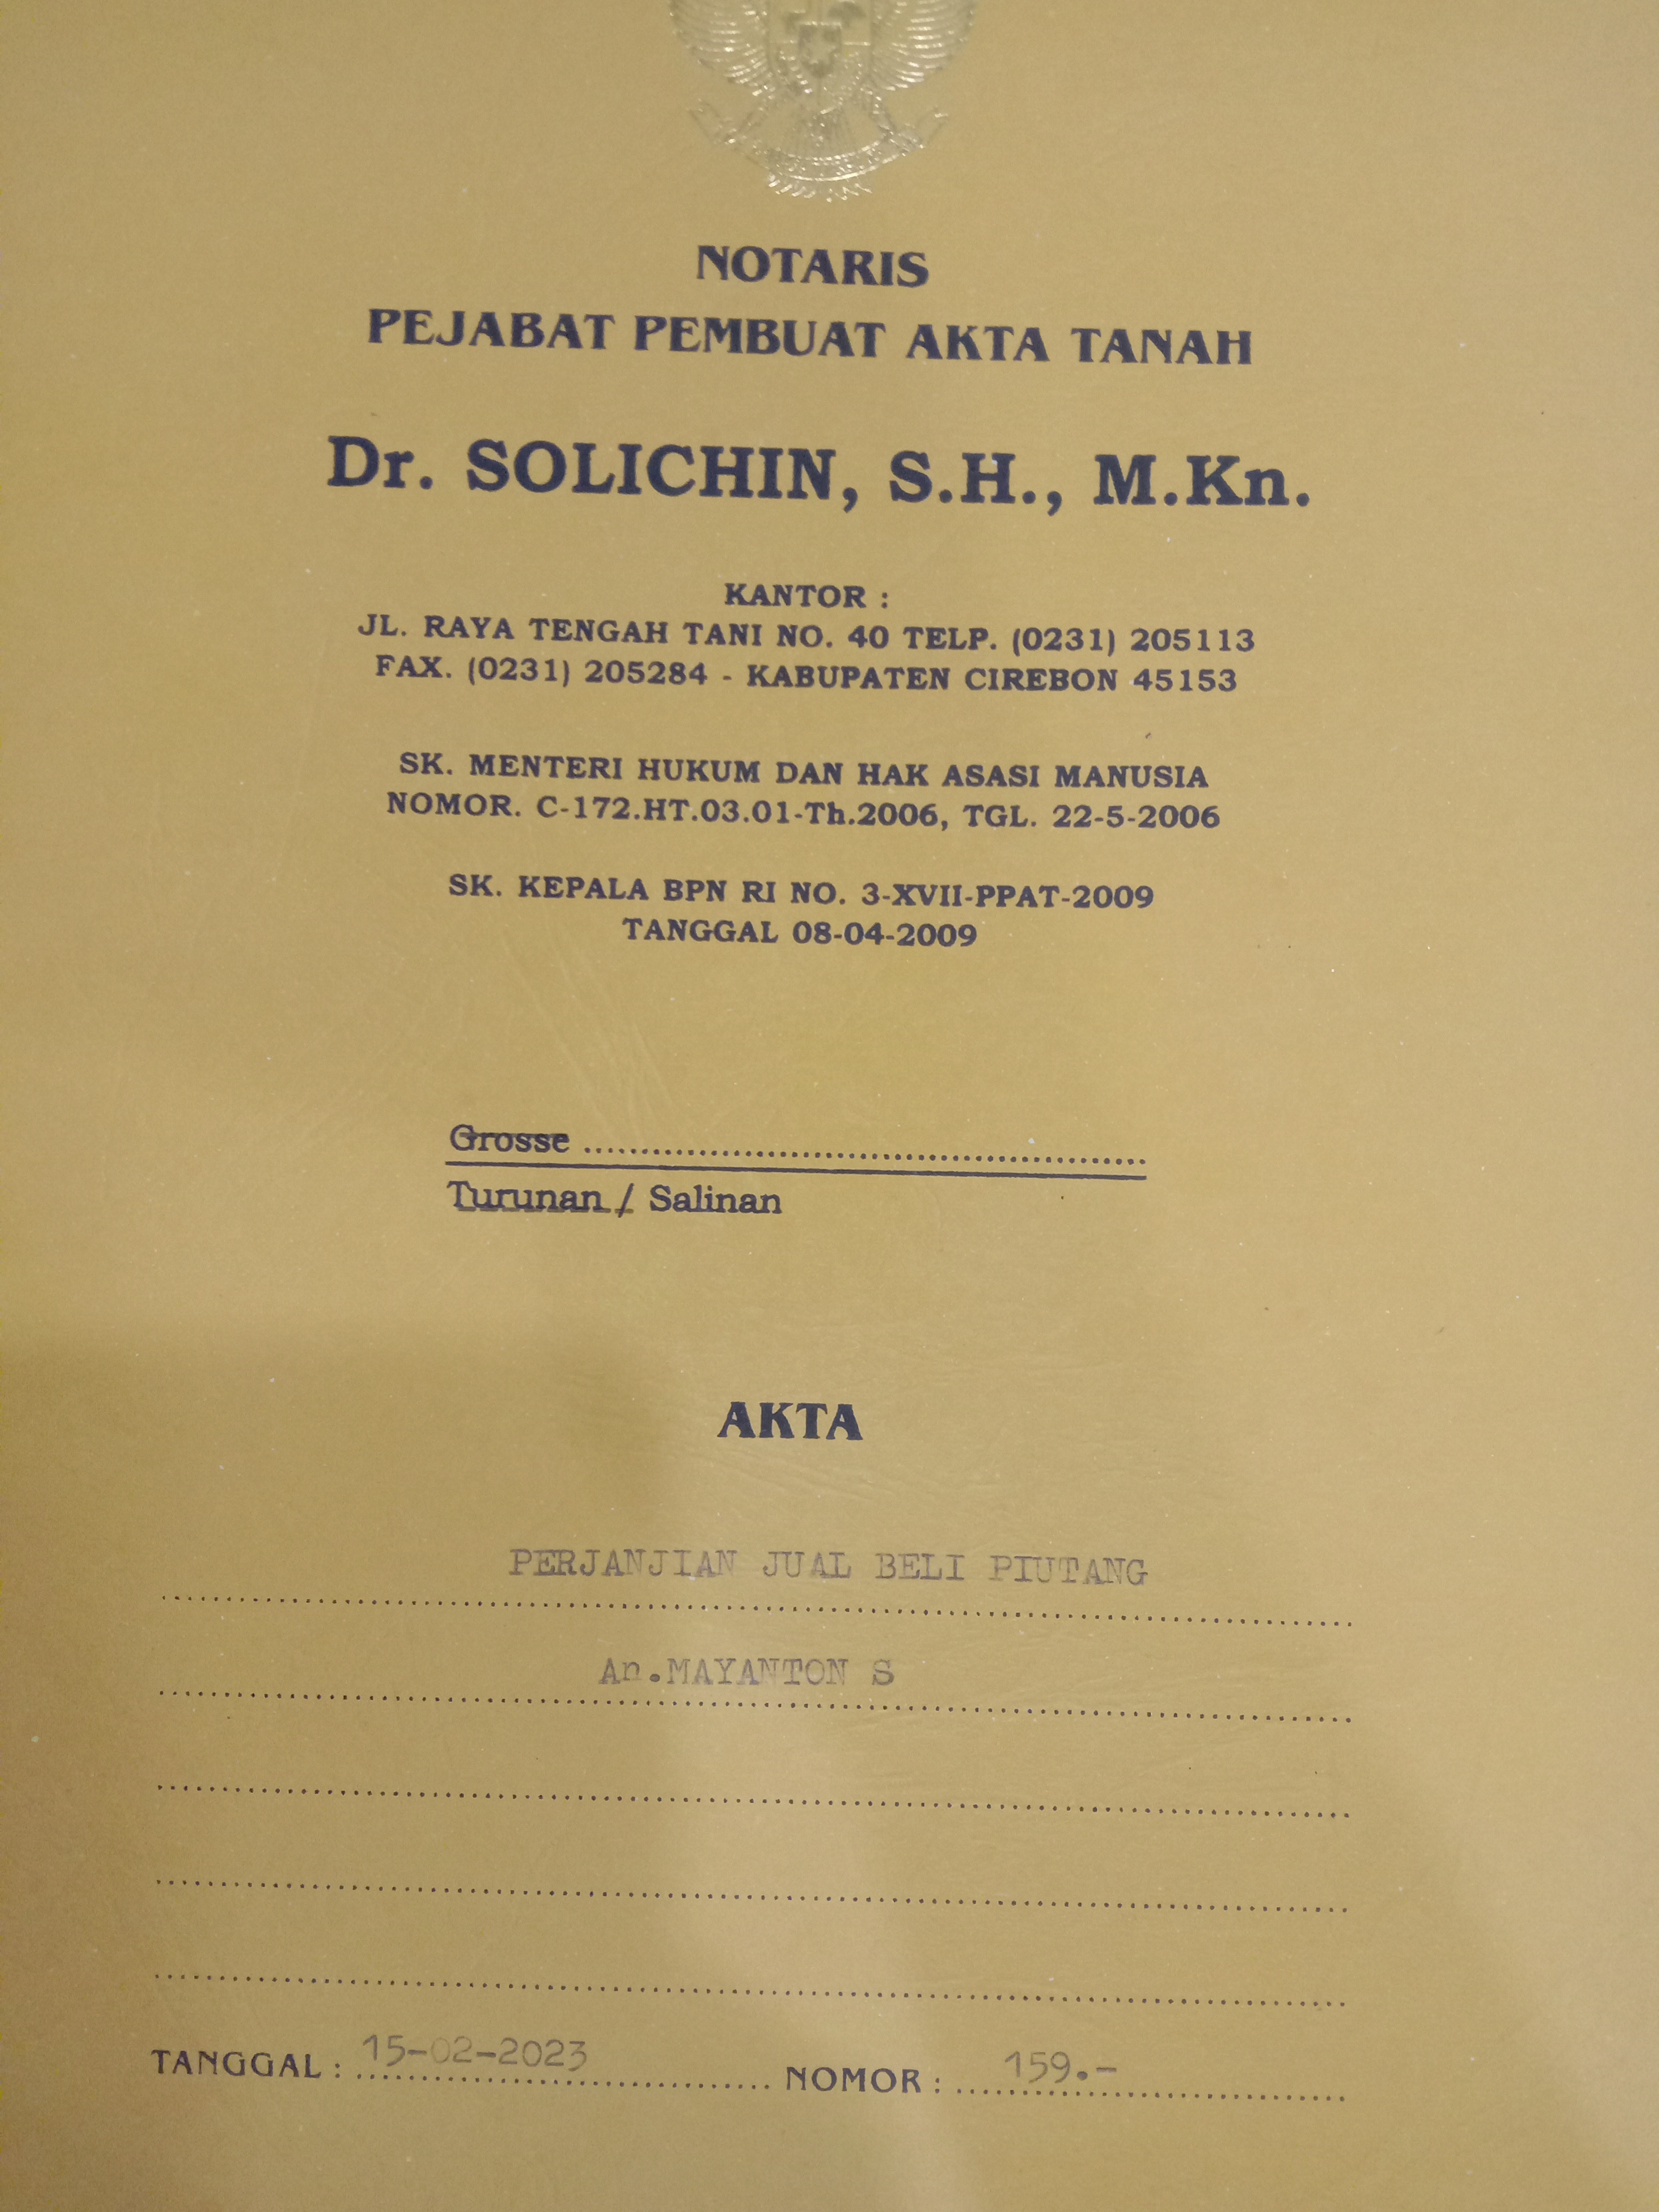 NOTARIS
PEJABAT PEMBUAT AKTA TANAH
Dr. SOLICHIN, S.H., M.Kn.
KANTOR :
JL. RAYA TENGAH TANI NO. 40 TELP. (0231) 205113
FAX. (0231) 205284 - KABUPATEN CIREBON 45153
SK. MENTERI HUKUM DAN HAK ASASI MANUSIA
NOMOR. C-172.HT.03.01-Th.2006, TGL. 22-5-2006
SK. KEPALA BPN RI NO. 3-XVII-PPAT-2009
TANGGAL 08-04-2009
Grosse ..................................................
Turunan / Salinan
AKTA
PERJANJIAN JUAL BELI PIUTANG
An.MAYANTON S
TANGGAL : 15-02-2023 NOMOR : 159.-